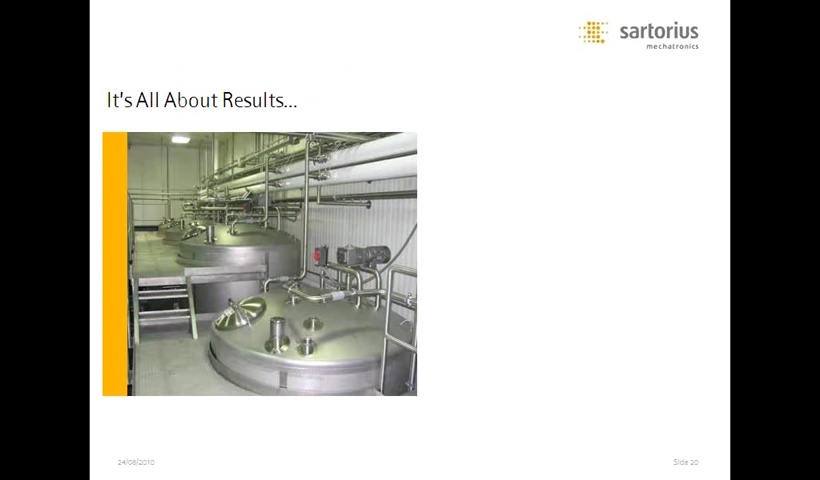 sartorius
mechatronics
It's All About Results...
24/08/2010
Slide 20